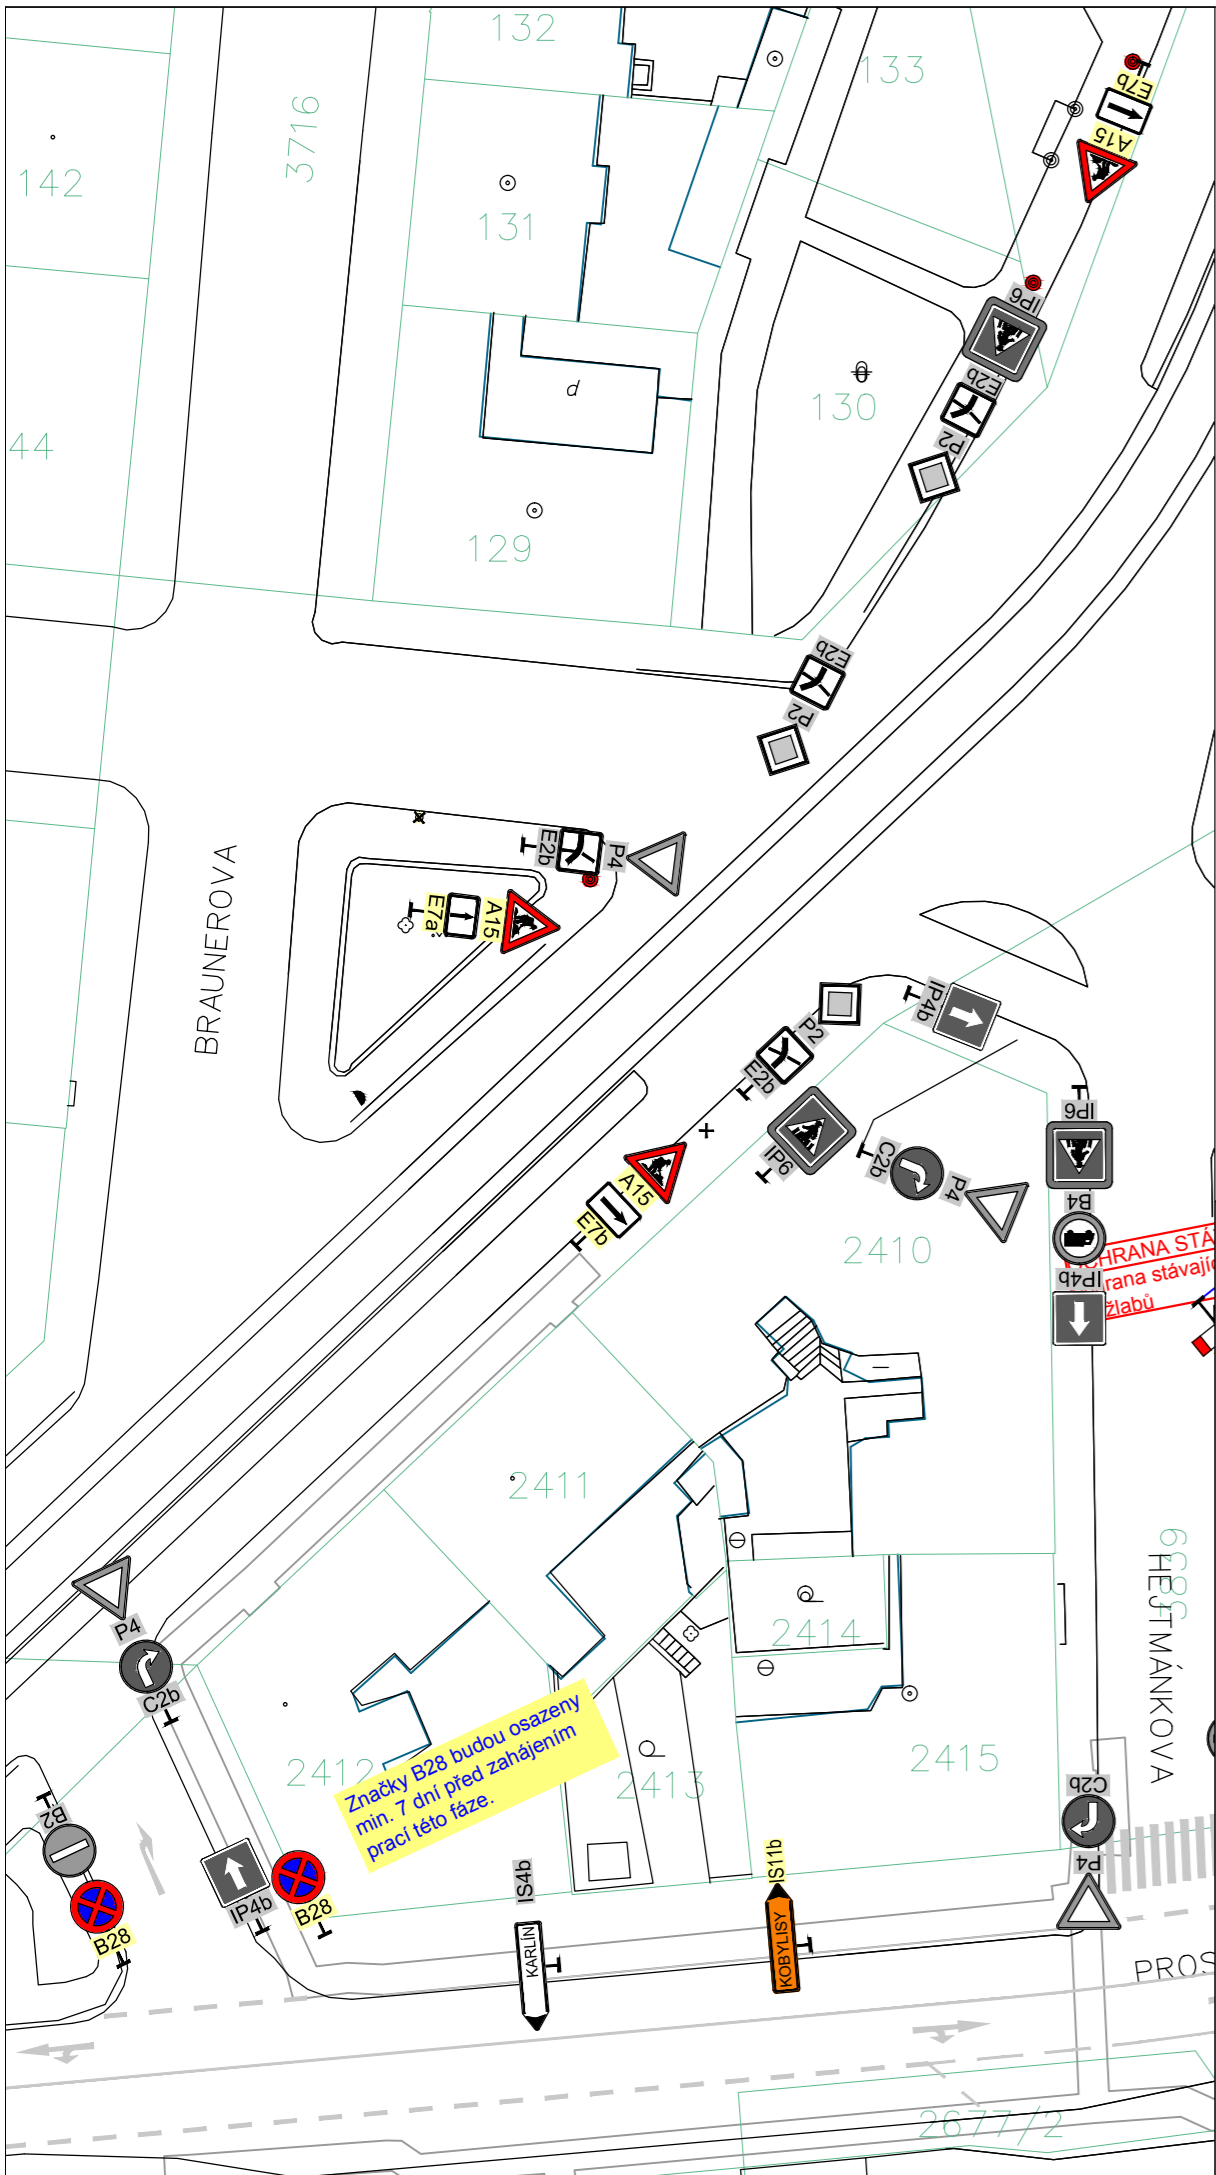 132
133
3716
142
131
E7b
A15
IP6
E2b
P2
130
44
129
E2b
P2
BRAUNEROVA
E2b
P4
E7a
A15
P2
E2b
IP4b
IP6
C2b
P4
IP6
B4
IP4b
A15
E7b
2410
žlabů
2411
2414
HEJTMÁNKOVA
P4
C2b
2412
2413
2415
Značky B28 budou osazeny
min. 7 dní před zahájením
prací této fáze.
B2
B28
IP4b
B28
IS4b
KARLÍN
IS11b
KOBYLISY
C2b
P4
PROS
2677/2